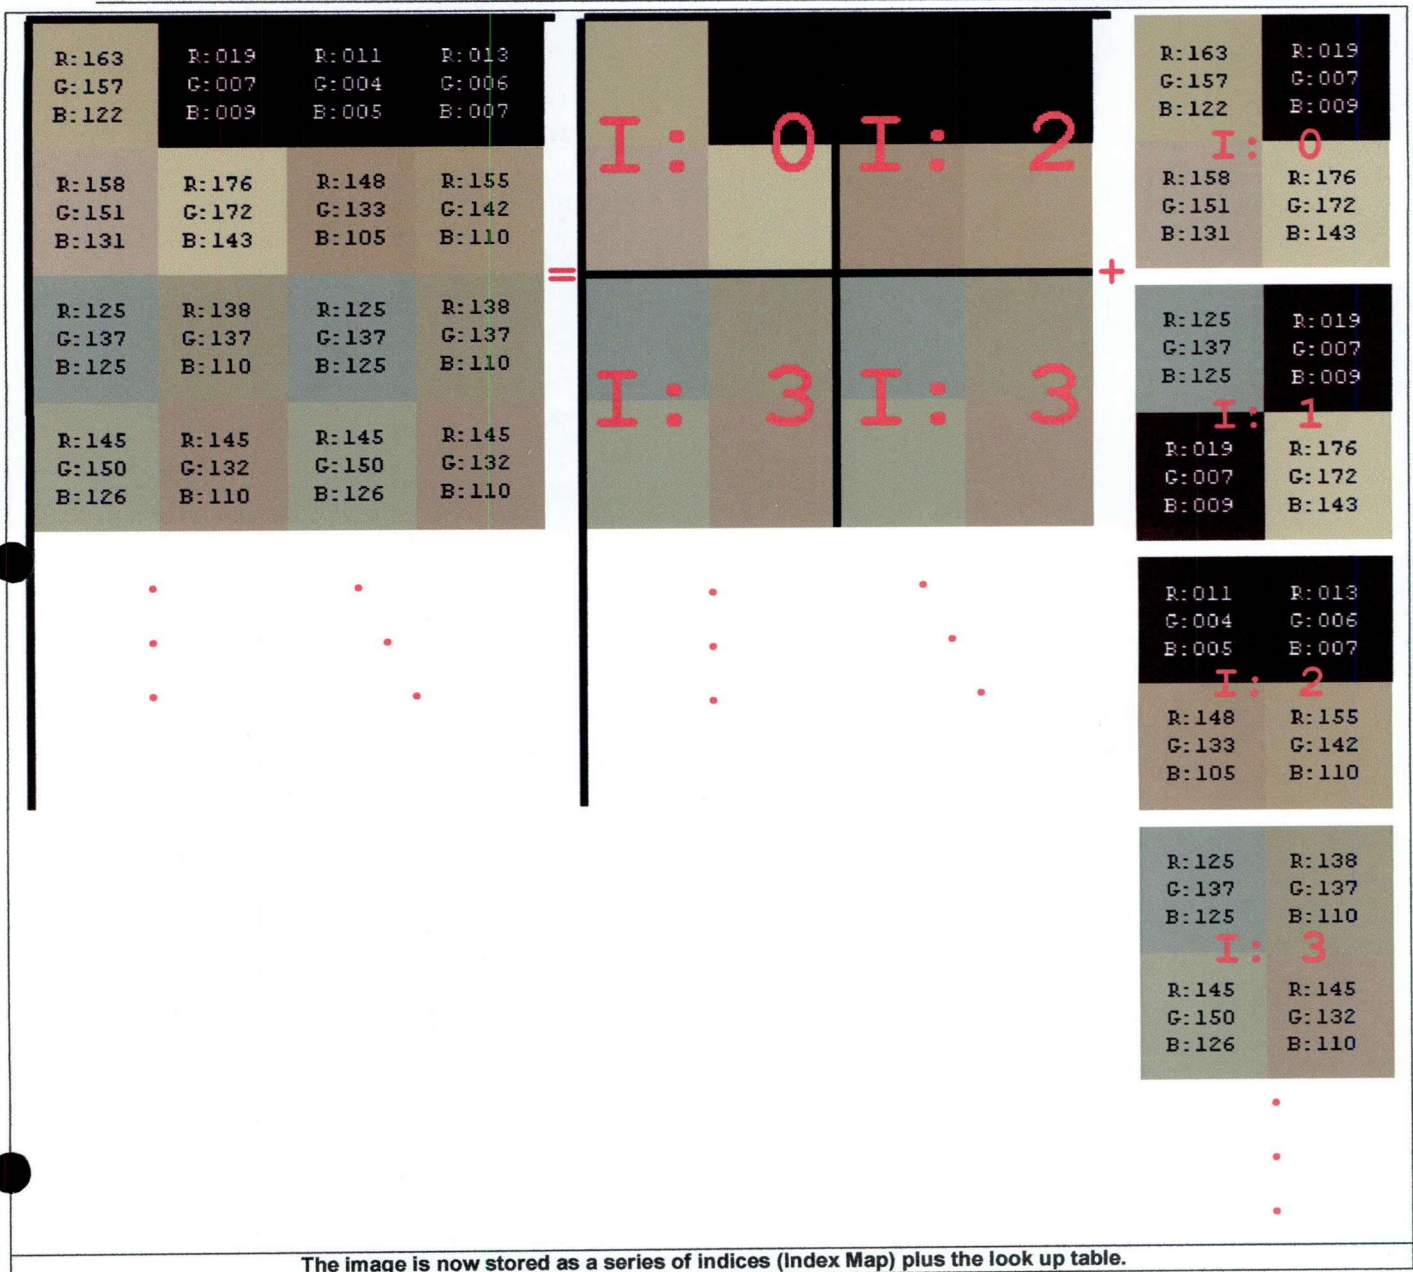 R:163 R:019 R:011 R:013
G:157 G:007 G:004 G:006
B:122 B:009 B:005 B:007
R:158 R:176 R:148 R:155
G:151 G:172 G:133 G:142
B:131 B:143 B:105 B:110
R:125 R:138 R:125 R:138
G:137 G:137 G:137 G:137
B:125 B:110 B:125 B:110
R:145 R:145 R:145 R:145
G:150 G:132 G:150 G:132
B:126 B:110 B:126 B:110
=
I: 0 I: 2
I: 3 I: 3
+
R:163 R:019
G:157 G:007
B:122 B:009
I: 0
R:158 R:176
G:151 G:172
B:131 B:143
R:125 R:019
G:137 G:007
B:125 B:009
I: 1
R:019 R:176
G:007 G:172
B:009 B:143
R:011 R:013
G:004 G:006
B:005 B:007
I: 2
R:148 R:155
G:133 G:142
B:105 B:110
R:125 R:138
G:137 G:137
B:125 B:110
I: 3
R:145 R:145
G:150 G:132
B:126 B:110
The image is now stored as a series of indices (Index Map) plus the look up table.